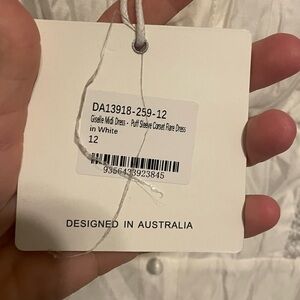 DA13918-259-12
Giselle Midi Dress - Puff Sleeve Corset Flare Dress
in White
12
9356433923845
DESIGNED IN AUSTRALIA